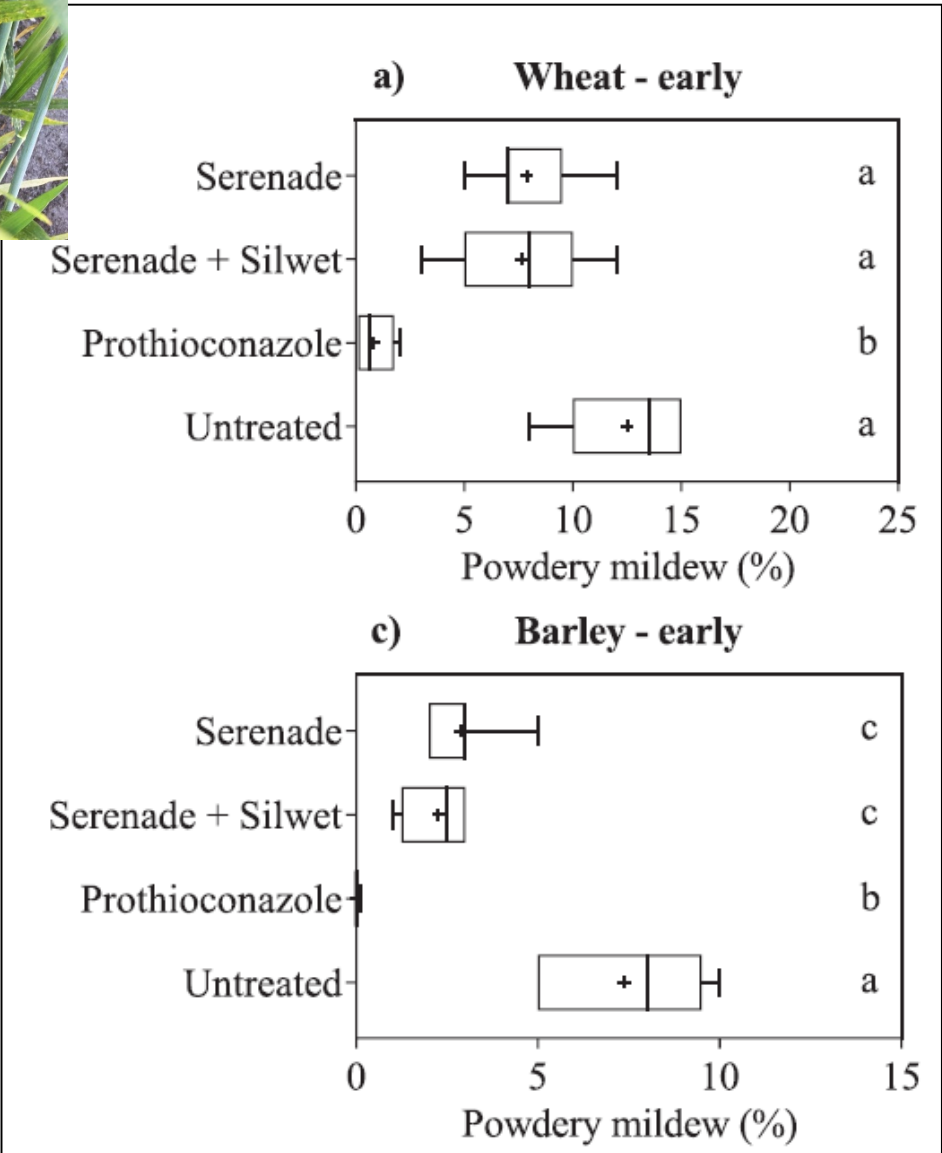 a) Wheat - early
Serenade a
Serenade + Silwet a
Prothioconazole b
Untreated a
0 5 10 15 20 25
Powdery mildew (%)
c) Barley - early
Serenade c
Serenade + Silwet c
Prothioconazole b
Untreated a
0 5 10 15
Powdery mildew (%)